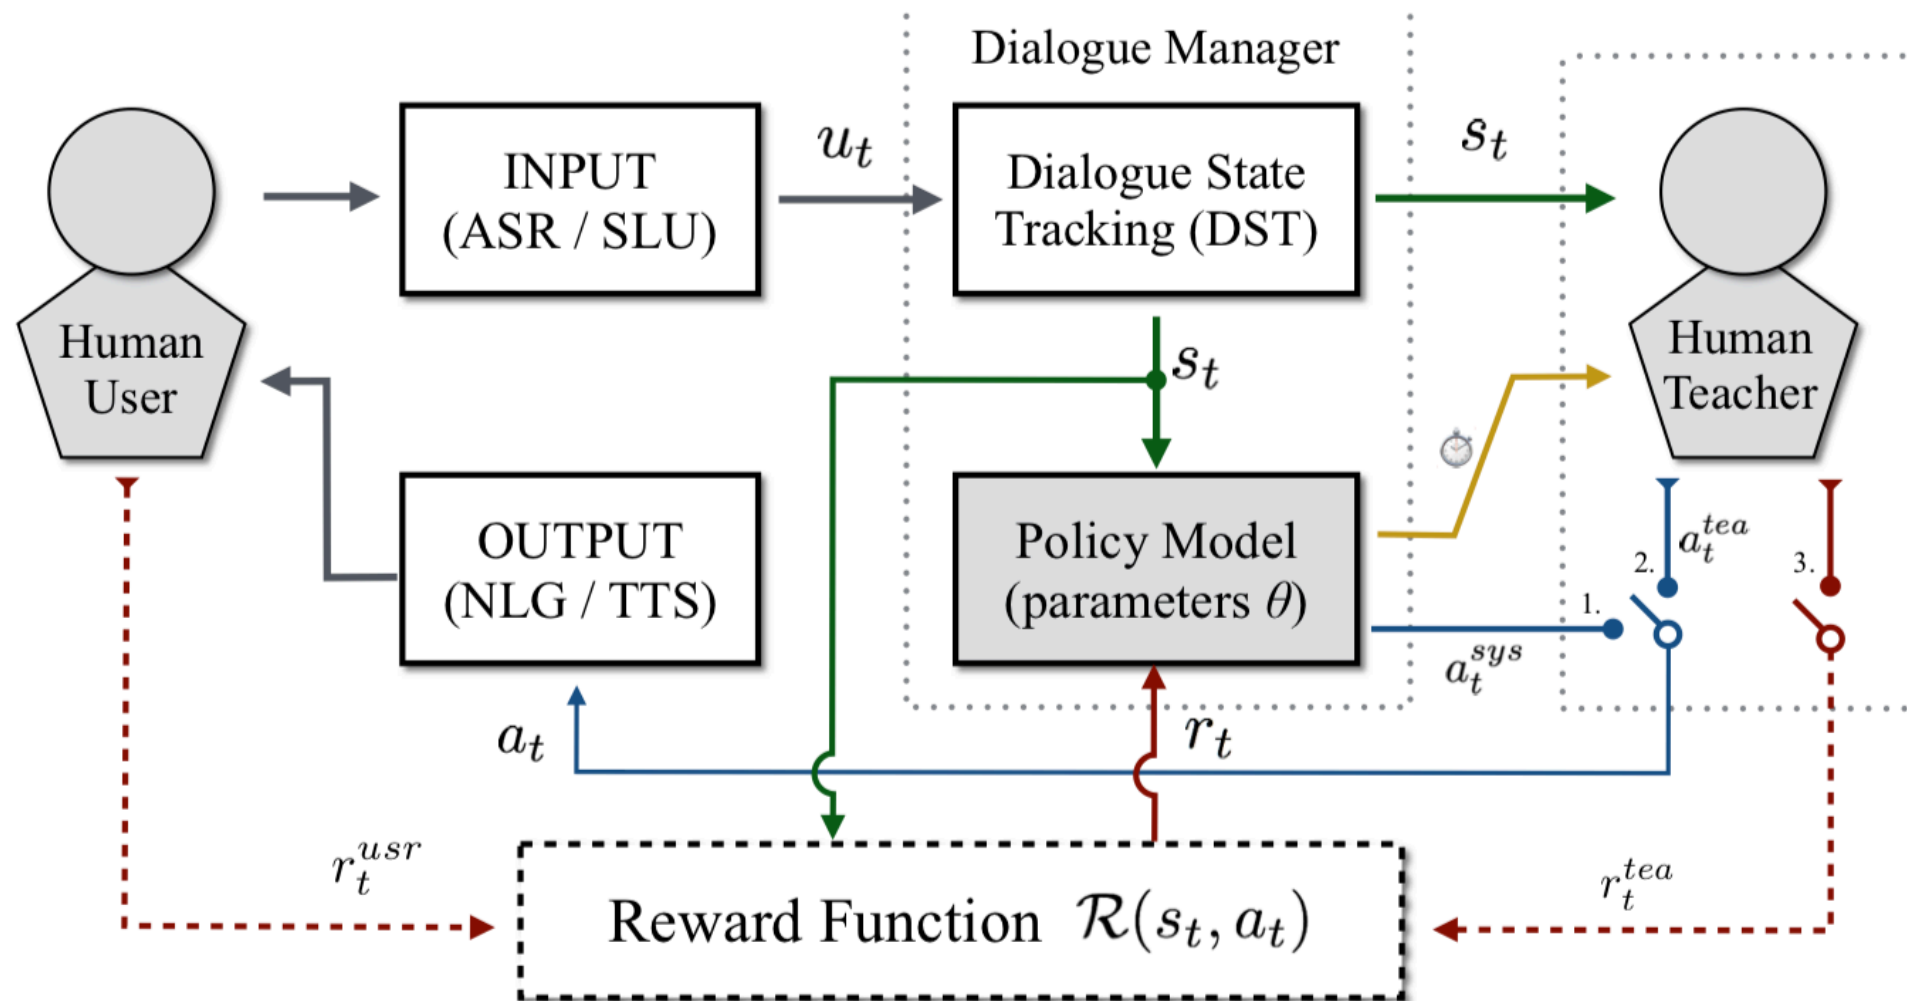 Dialogue Manager
Human
User
INPUT
(ASR / SLU)
u_t
Dialogue State
Tracking (DST)
s_t
Human
Teacher
s_t
OUTPUT
(NLG / TTS)
Policy Model
(parameters θ)
1.
2.
a_t^{tea}
3.
a_t^{sys}
a_t
r_t
r_t^{usr}
r_t^{tea}
Reward Function R(s_t, a_t)